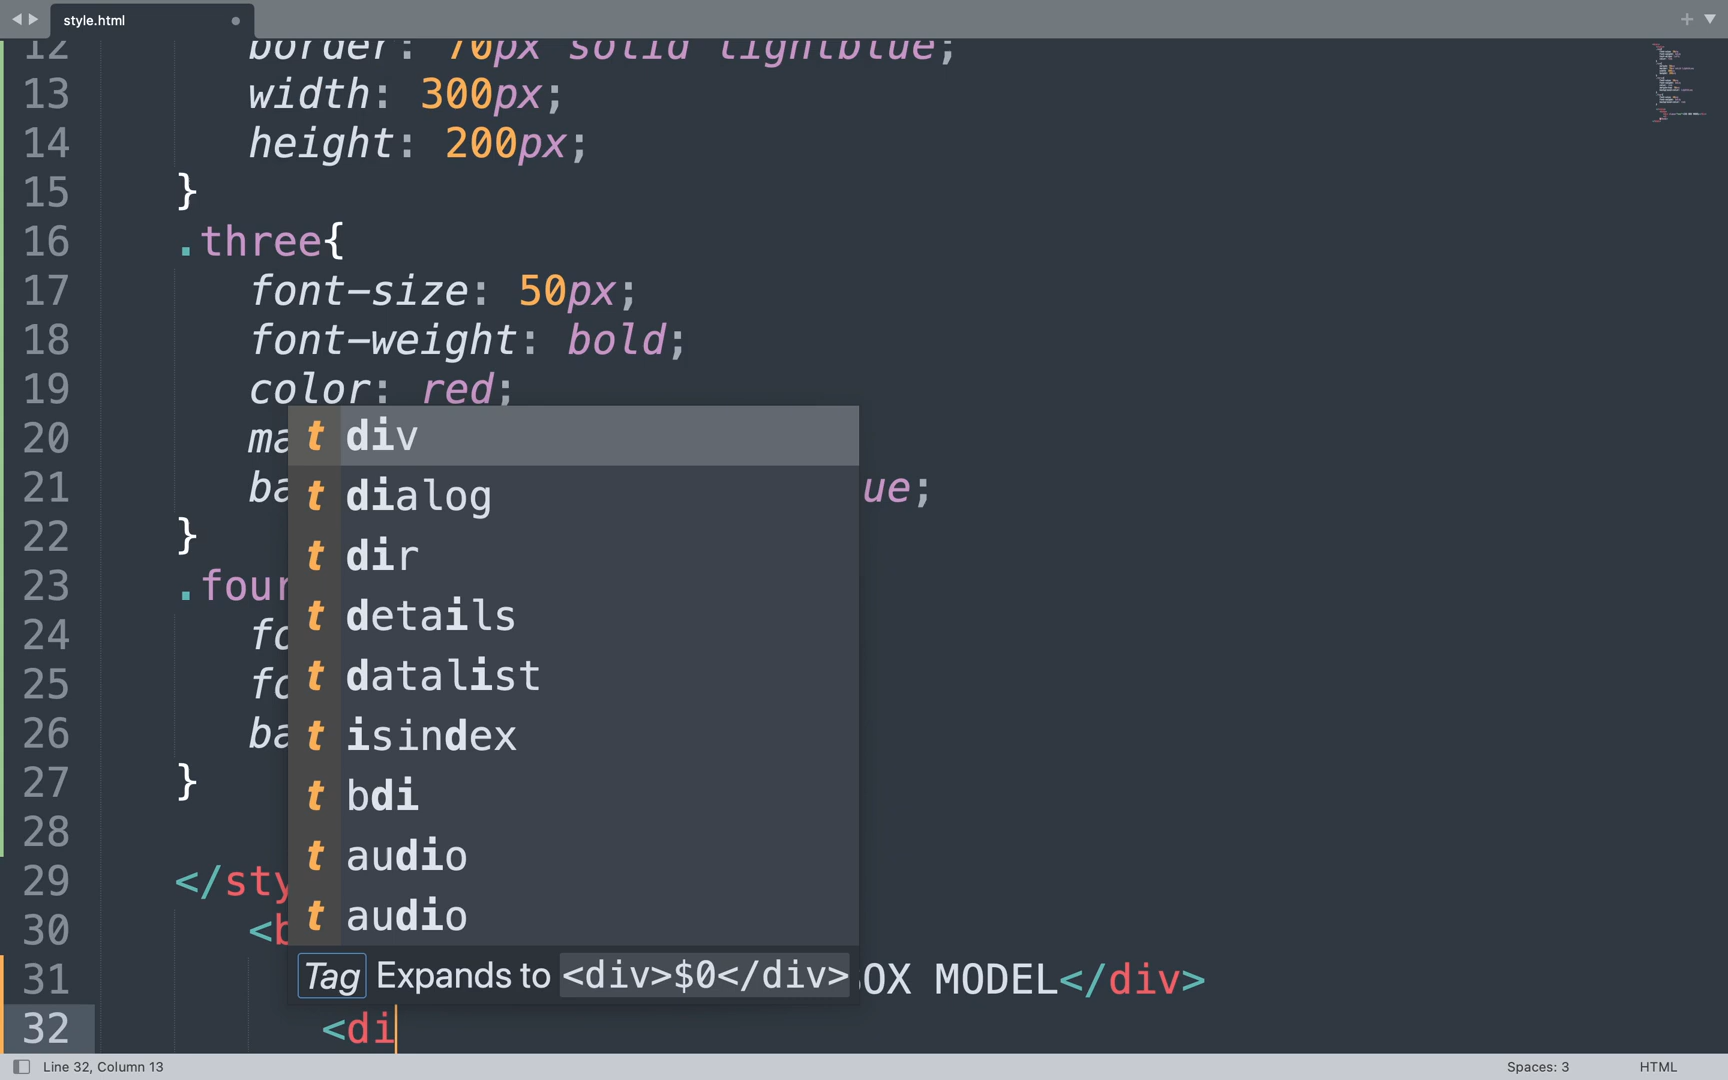 style.html
12 border: 70px solid lightblue;
13 width: 300px;
14 height: 200px;
15 }
16 .three{
17 font-size: 50px;
18 font-weight: bold;
19 color: red;
20 ma
21 ba ue;
22 }
23 .four
24 fo
25 fo
26 ba
27 }
28
29 </sty
30 <b
31 OX MODEL</div>
32 <di
t div
t dialog
t dir
t details
t datalist
t isindex
t bdi
t audio
t audio
Tag Expands to <div>$0</div>
Line 32, Column 13
Spaces: 3
HTML